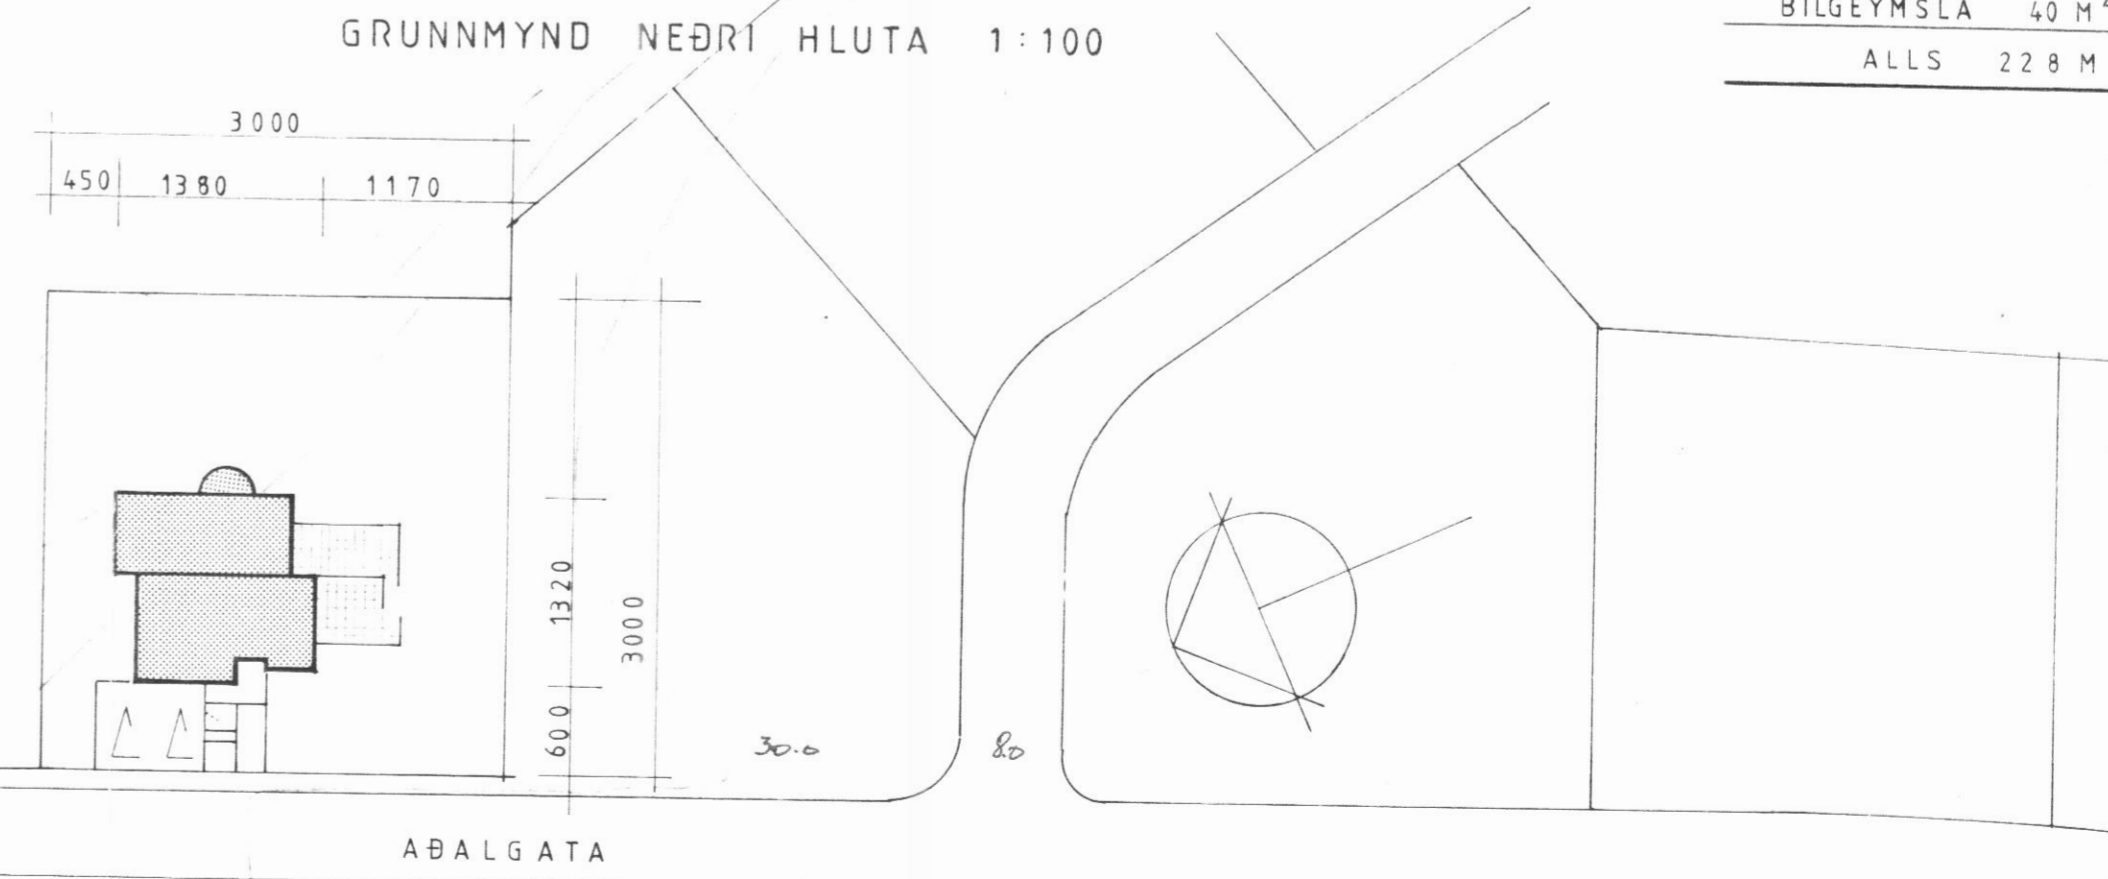 GRUNNMYND NEÐRI HLUTA 1:100
BÍLGEYMSLA 40 M²
ALLS 228 M
3000
450 1380 1170
1320
3000
600
30.0
8.0
AÐALGATA